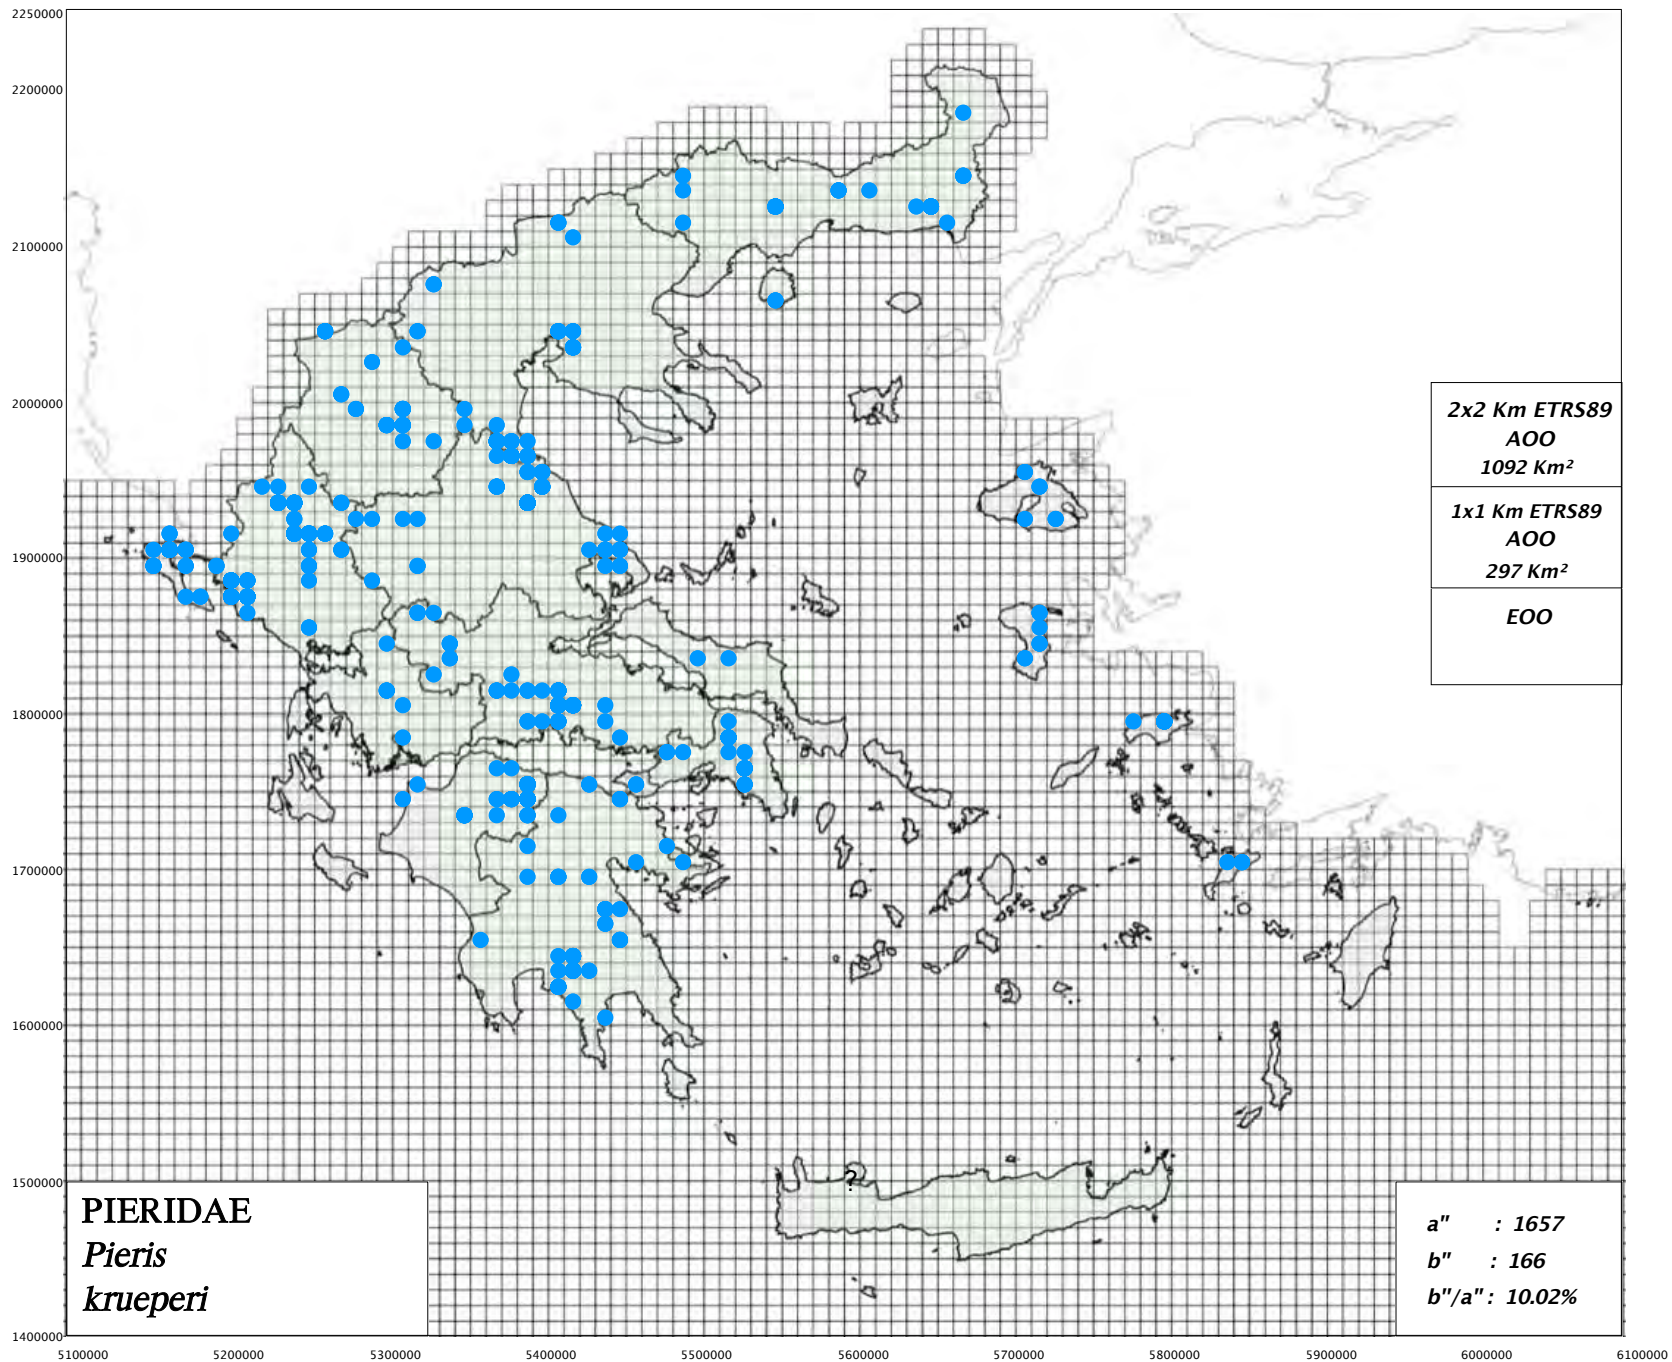 2250000
2200000
2100000
2000000
1900000
1800000
1700000
1600000
1500000
1400000
2x2 Km ETRS89
AOO
1092 Km²
1x1 Km ETRS89
AOO
297 Km²
EOO
?
PIERIDAE
Pieris
krueperi
a" : 1657
b" : 166
b"/a" : 10.02%
5100000 5200000 5300000 5400000 5500000 5600000 5700000 5800000 5900000 6000000 6100000